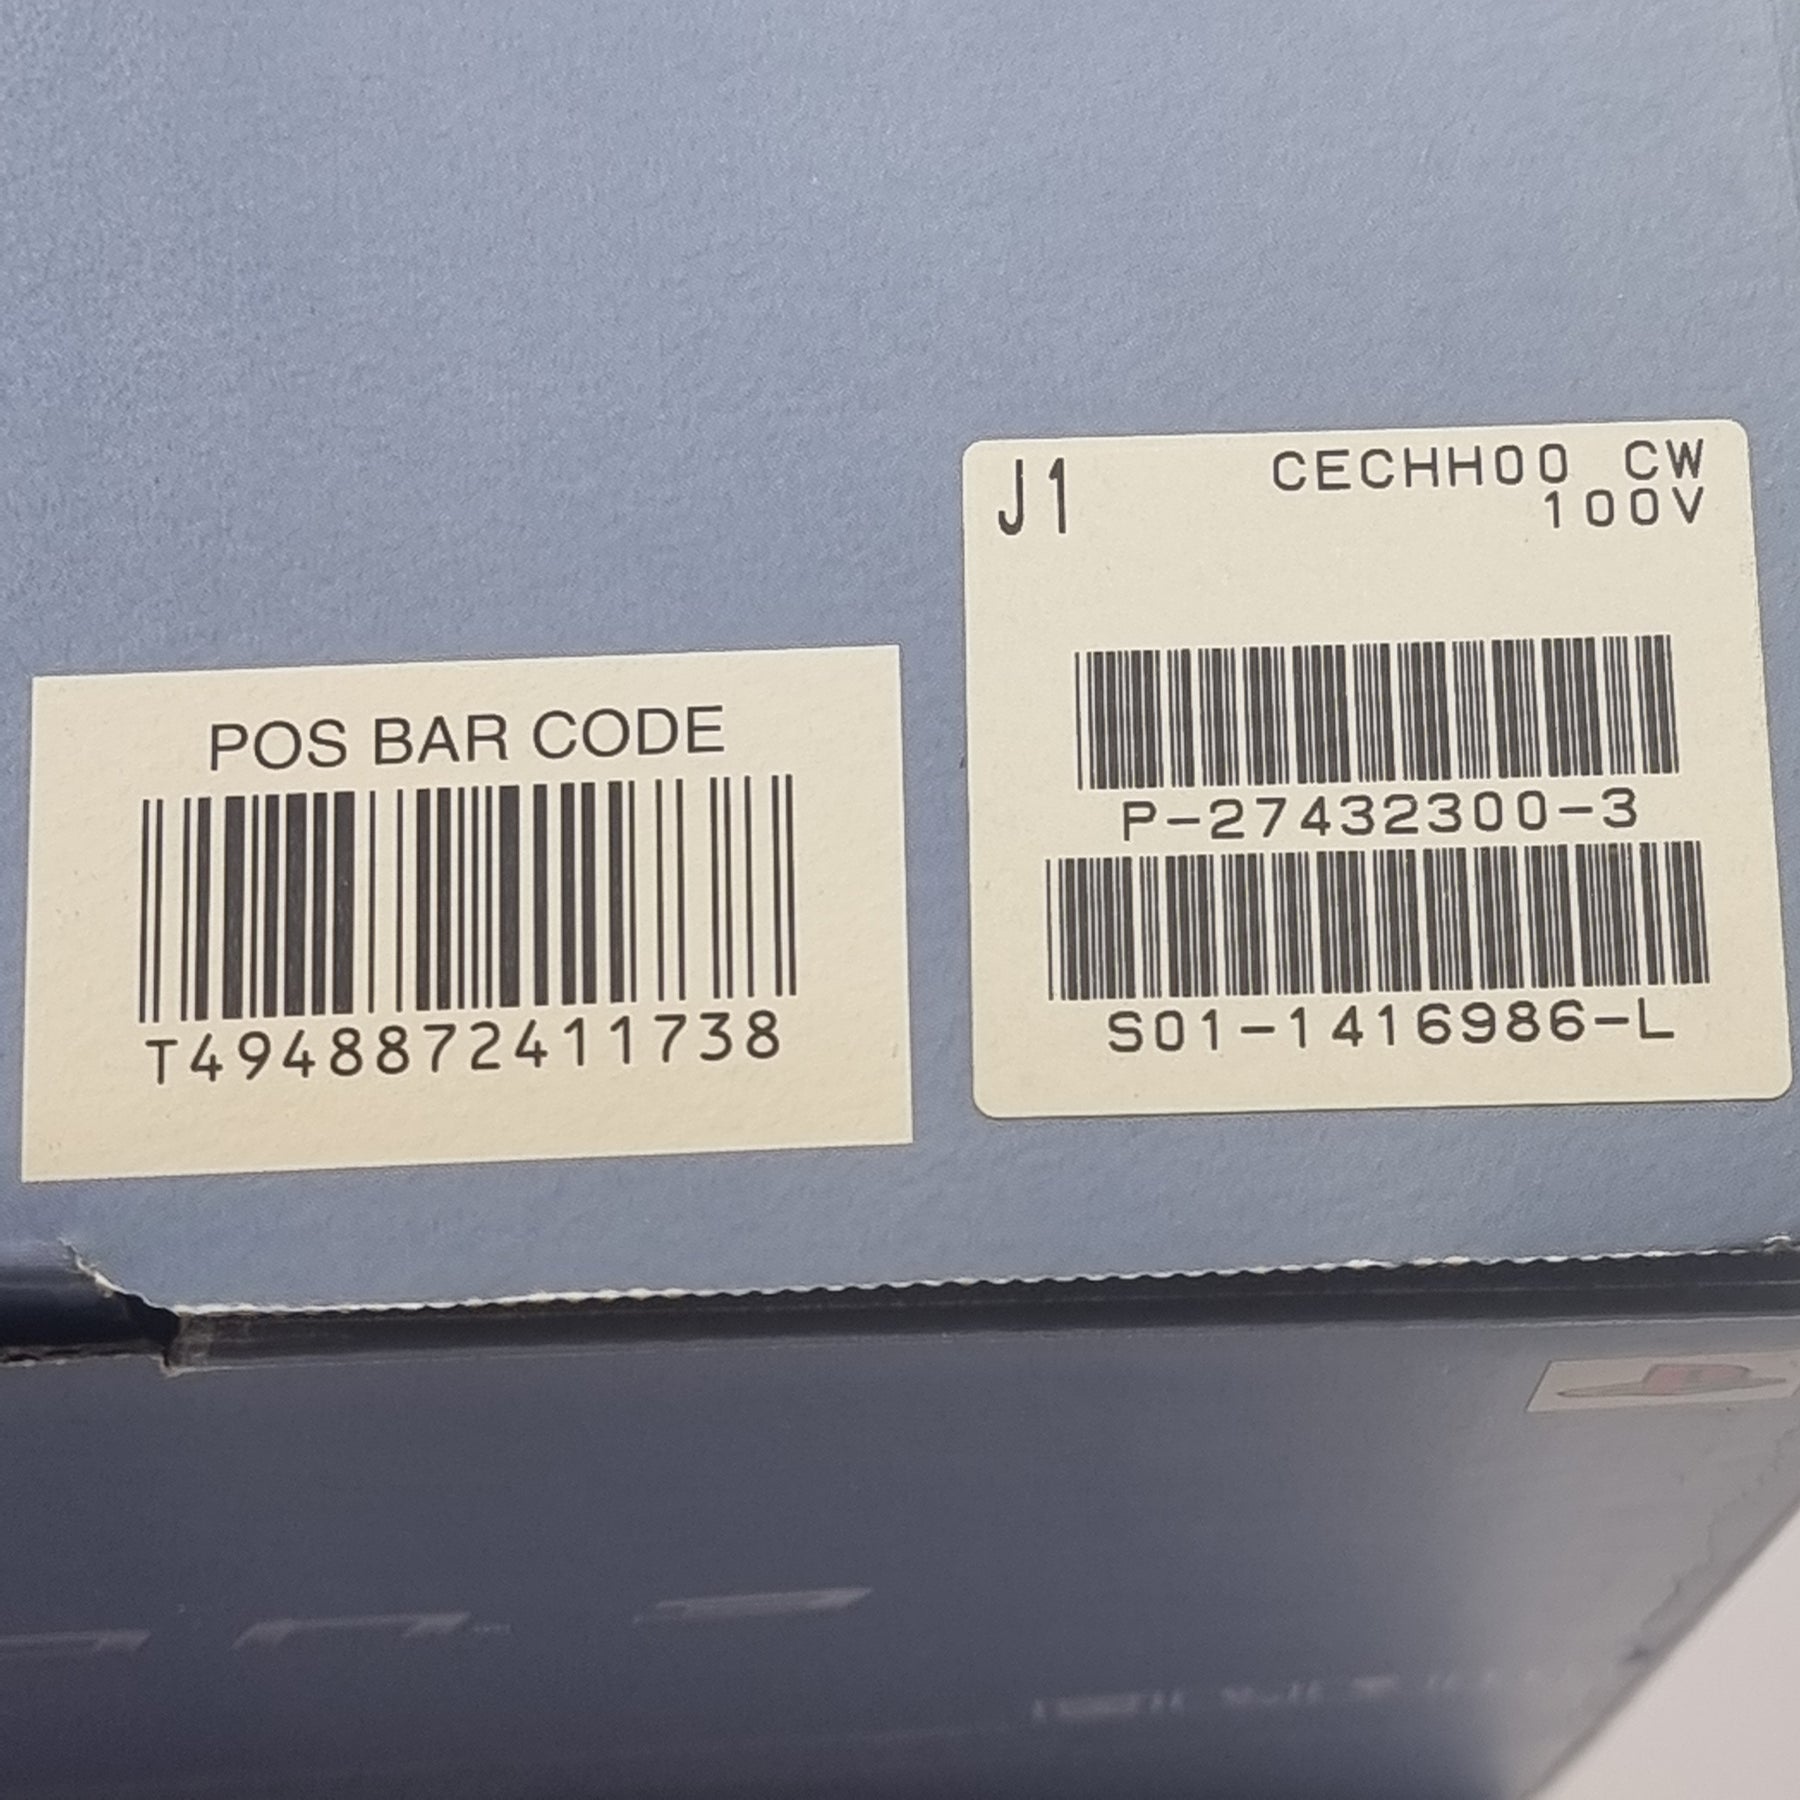 POS BAR CODE
T4948872411738
J1
CECHH00 CW
100V
P-27432300-3
S01-1416986-L